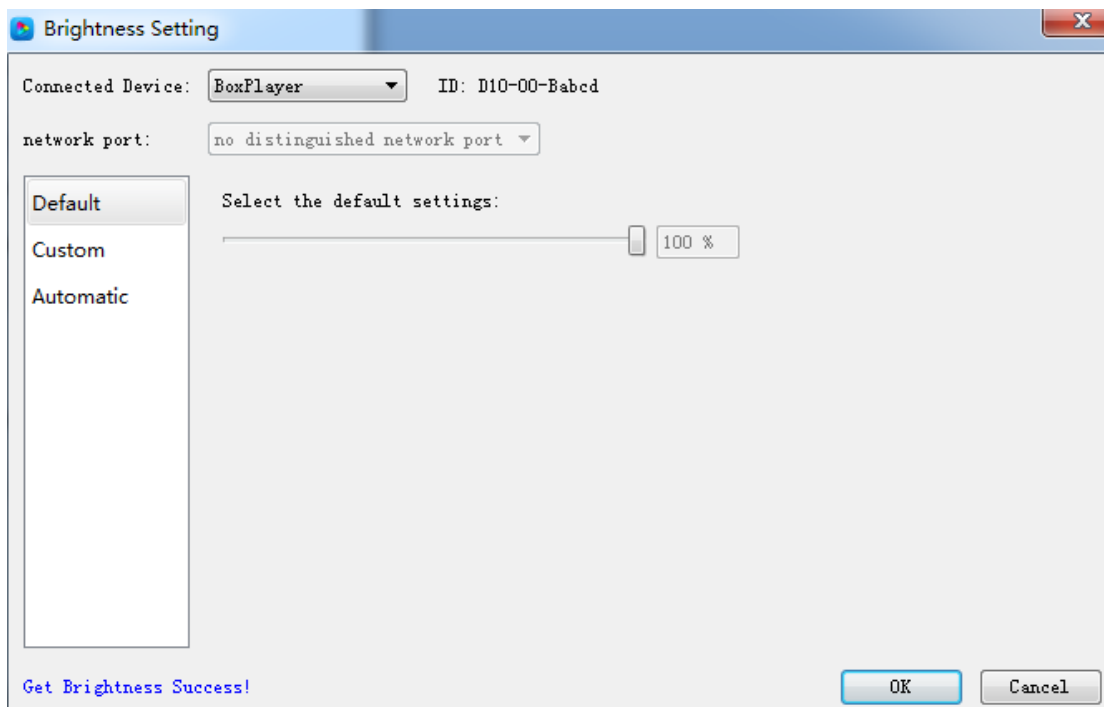 Brightness Setting
Connected Device: BoxPlayer ID: D10-00-Babcd
network port: no distinguished network port
Default
Select the default settings:
100 %
Custom
Automatic
Get Brightness Success!
OK
Cancel